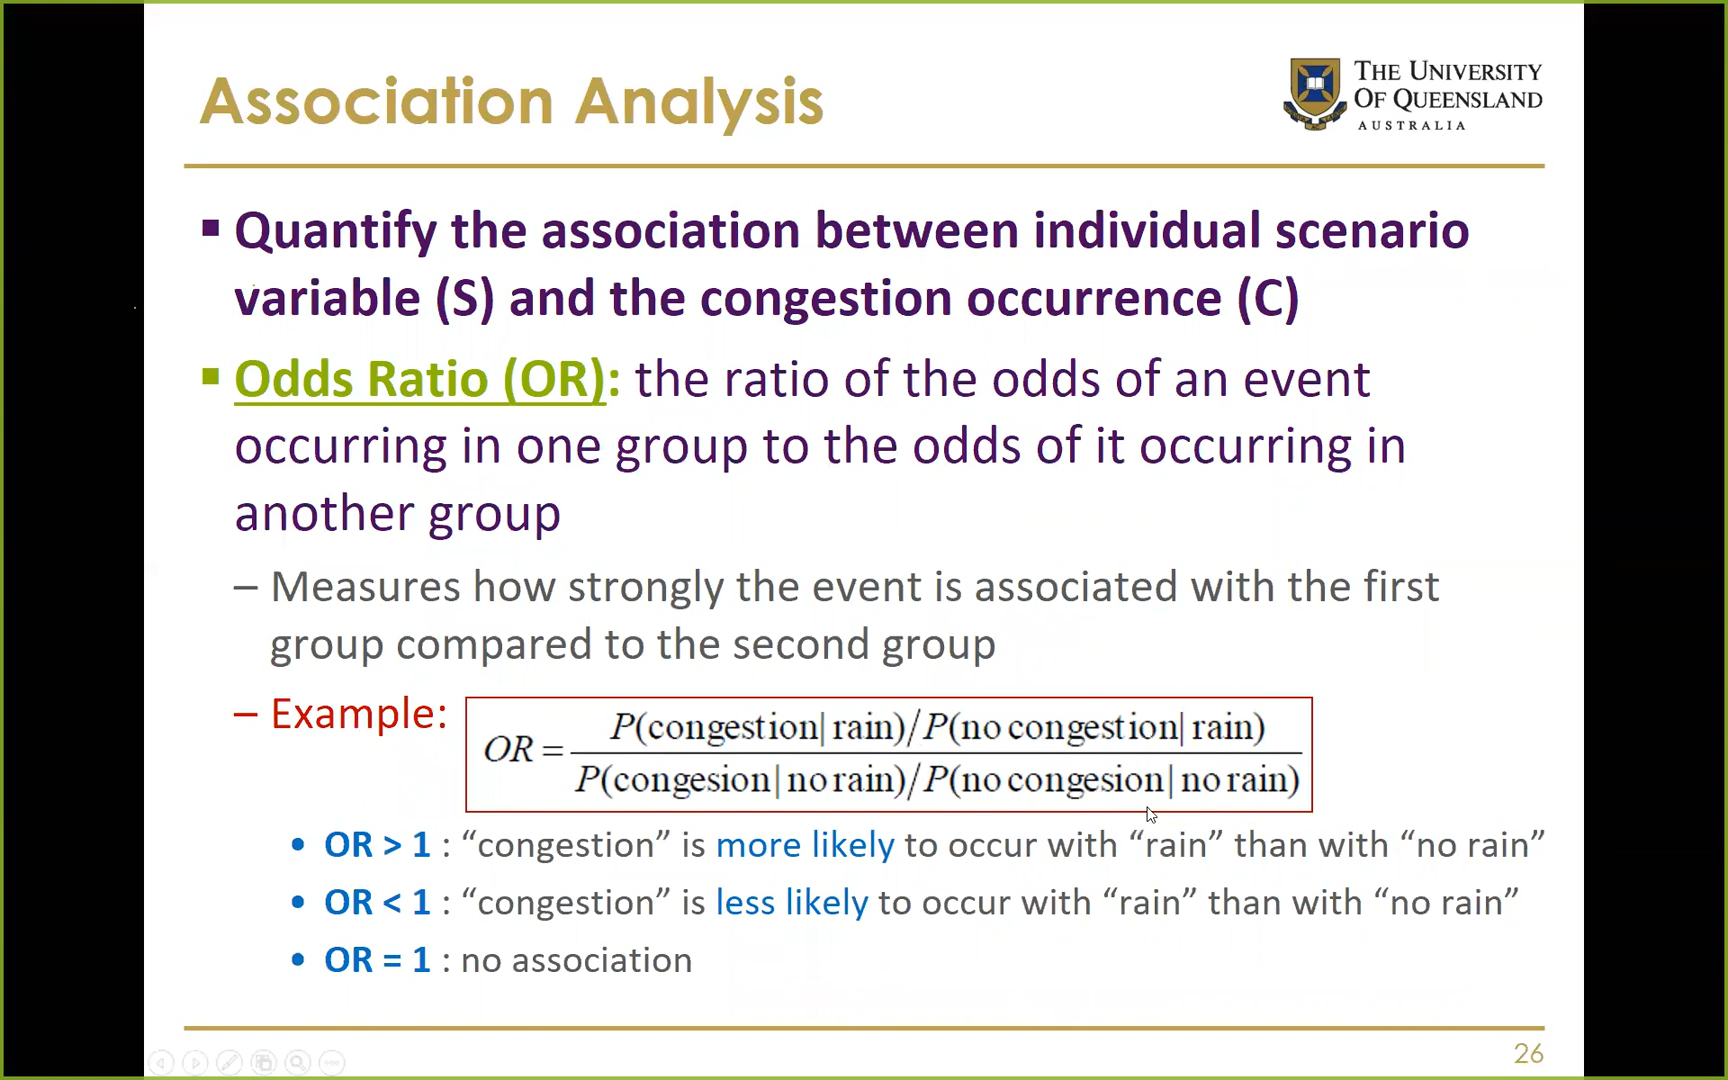 Association Analysis
THE UNIVERSITY
OF QUEENSLAND
AUSTRALIA
▪ Quantify the association between individual scenario
variable (S) and the congestion occurrence (C)
▪ Odds Ratio (OR): the ratio of the odds of an event
occurring in one group to the odds of it occurring in
another group
– Measures how strongly the event is associated with the first
group compared to the second group
– Example:
P(congestion| rain)/P(no congestion| rain)
OR =
P(congesion| no rain)/P(no congesion| no rain)
• OR > 1 : “congestion” is more likely to occur with “rain” than with “no rain”
• OR < 1 : “congestion” is less likely to occur with “rain” than with “no rain”
• OR = 1 : no association
26